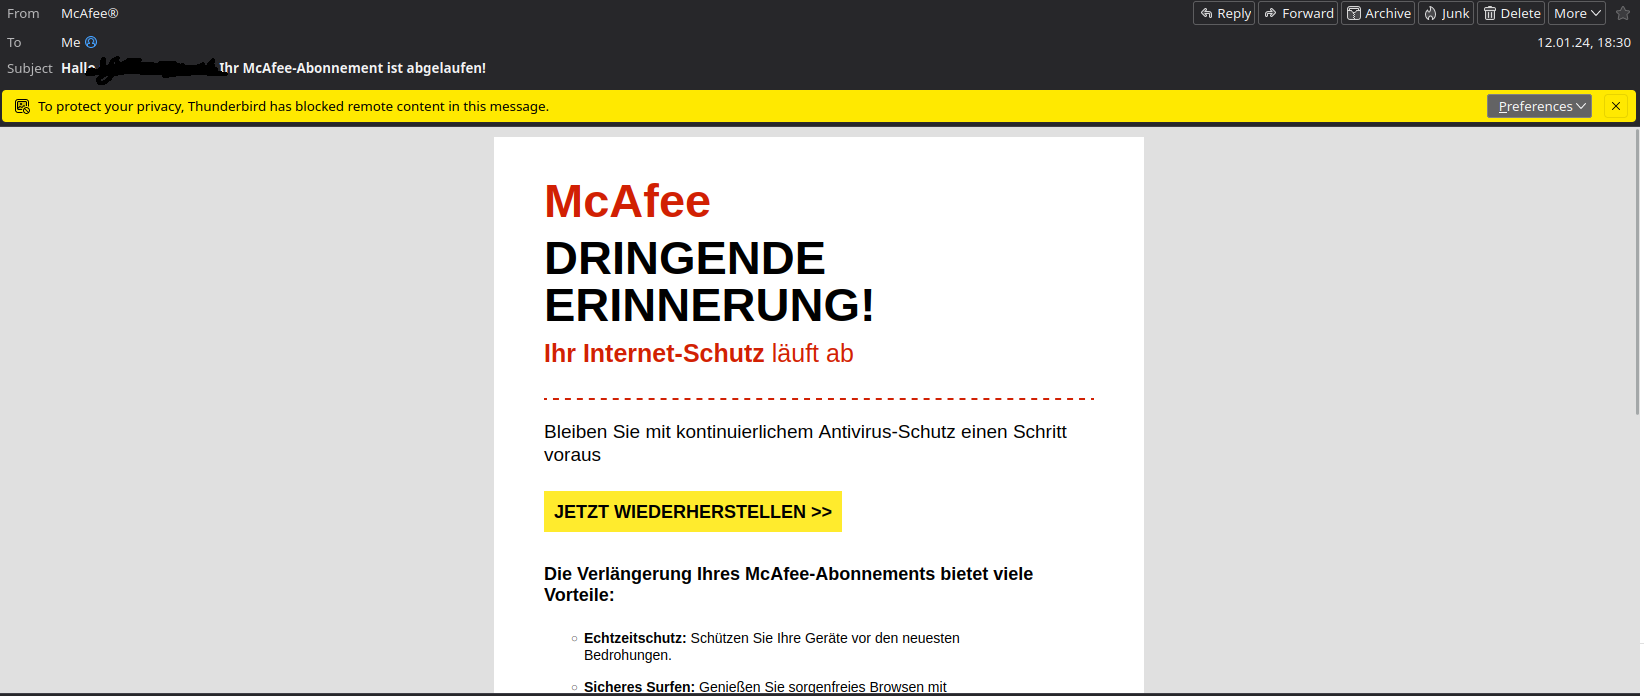 From McAfee® Reply Forward Archive Junk Delete More
To Me 12.01.24, 18:30
Subject Hallo Ihr McAfee-Abonnement ist abgelaufen!
To protect your privacy, Thunderbird has blocked remote content in this message. Preferences
McAfee
DRINGENDE
ERINNERUNG!
Ihr Internet-Schutz läuft ab
Bleiben Sie mit kontinuierlichem Antivirus-Schutz einen Schritt
voraus
JETZT WIEDERHERSTELLEN >>
Die Verlängerung Ihres McAfee-Abonnements bietet viele
Vorteile:
Echtzeitschutz: Schützen Sie Ihre Geräte vor den neuesten
Bedrohungen.
Sicheres Surfen: Genießen Sie sorgenfreies Browsen mit